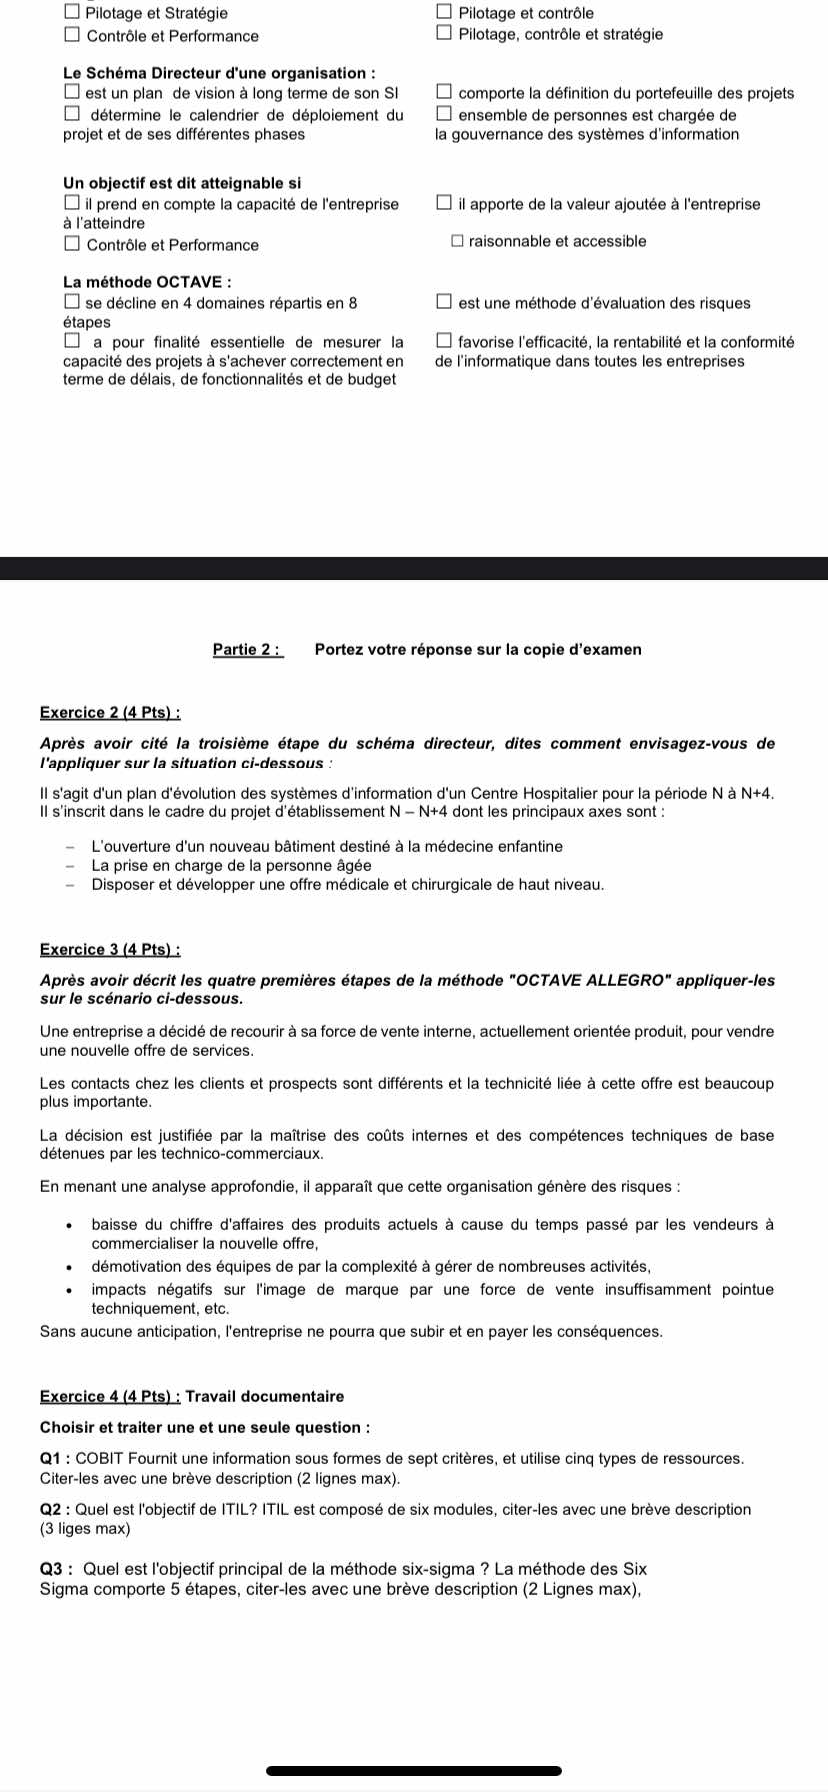 ☐ Pilotage et Stratégie ☐ Pilotage et contrôle
☐ Contrôle et Performance ☐ Pilotage, contrôle et stratégie
Le Schéma Directeur d'une organisation :
☐ est un plan de vision à long terme de son SI ☐ comporte la définition du portefeuille des projets
☐ détermine le calendrier de déploiement du ☐ ensemble de personnes est chargée de
projet et de ses différentes phases la gouvernance des systèmes d'information
Un objectif est dit atteignable si
☐ il prend en compte la capacité de l'entreprise ☐ il apporte de la valeur ajoutée à l'entreprise
à l'atteindre
☐ Contrôle et Performance ☐ raisonnable et accessible
La méthode OCTAVE :
☐ se décline en 4 domaines répartis en 8 ☐ est une méthode d'évaluation des risques
étapes
☐ a pour finalité essentielle de mesurer la ☐ favorise l'efficacité, la rentabilité et la conformité
capacité des projets à s'achever correctement en de l'informatique dans toutes les entreprises
terme de délais, de fonctionnalités et de budget
Partie 2 : Portez votre réponse sur la copie d'examen
Exercice 2 (4 Pts) :
Après avoir cité la troisième étape du schéma directeur, dites comment envisagez-vous de
l'appliquer sur la situation ci-dessous :
Il s'agit d'un plan d'évolution des systèmes d'information d'un Centre Hospitalier pour la période N à N+4.
Il s'inscrit dans le cadre du projet d'établissement N – N+4 dont les principaux axes sont :
– L'ouverture d'un nouveau bâtiment destiné à la médecine enfantine
– La prise en charge de la personne âgée
– Disposer et développer une offre médicale et chirurgicale de haut niveau.
Exercice 3 (4 Pts) :
Après avoir décrit les quatre premières étapes de la méthode "OCTAVE ALLEGRO" appliquer-les
sur le scénario ci-dessous.
Une entreprise a décidé de recourir à sa force de vente interne, actuellement orientée produit, pour vendre
une nouvelle offre de services.
Les contacts chez les clients et prospects sont différents et la technicité liée à cette offre est beaucoup
plus importante.
La décision est justifiée par la maîtrise des coûts internes et des compétences techniques de base
détenues par les technico-commerciaux.
En menant une analyse approfondie, il apparaît que cette organisation génère des risques :
• baisse du chiffre d'affaires des produits actuels à cause du temps passé par les vendeurs à
commercialiser la nouvelle offre,
• démotivation des équipes de par la complexité à gérer de nombreuses activités,
• impacts négatifs sur l'image de marque par une force de vente insuffisamment pointue
techniquement, etc.
Sans aucune anticipation, l'entreprise ne pourra que subir et en payer les conséquences.
Exercice 4 (4 Pts) : Travail documentaire
Choisir et traiter une et une seule question :
Q1 : COBIT Fournit une information sous formes de sept critères, et utilise cinq types de ressources.
Citer-les avec une brève description (2 lignes max).
Q2 : Quel est l'objectif de ITIL? ITIL est composé de six modules, citer-les avec une brève description
(3 liges max)
Q3 : Quel est l'objectif principal de la méthode six-sigma ? La méthode des Six
Sigma comporte 5 étapes, citer-les avec une brève description (2 Lignes max),